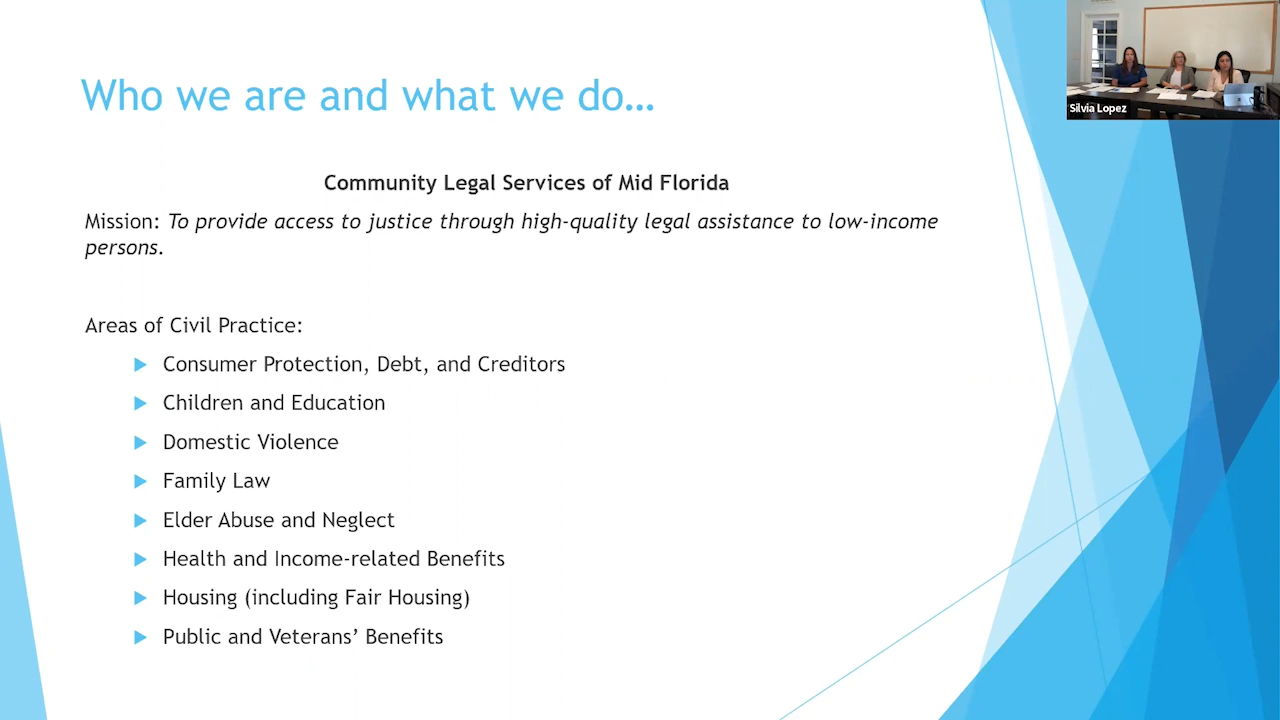 Who we are and what we do…
Silvia Lopez
Community Legal Services of Mid Florida
Mission: To provide access to justice through high-quality legal assistance to low-income
persons.
Areas of Civil Practice:
Consumer Protection, Debt, and Creditors
Children and Education
Domestic Violence
Family Law
Elder Abuse and Neglect
Health and Income-related Benefits
Housing (including Fair Housing)
Public and Veterans’ Benefits